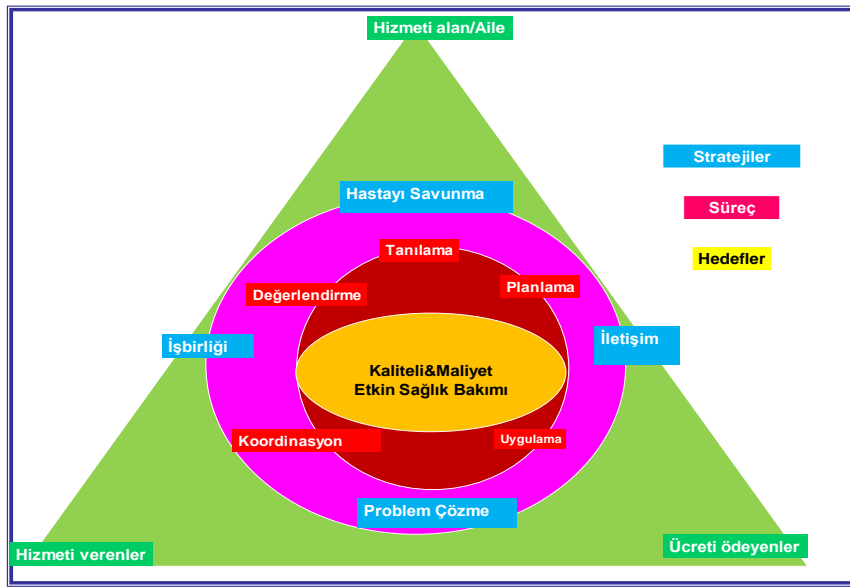 Hizmeti alan/Aile
Stratejiler
Süreç
Hedefler
Hastayı Savunma
Tanılama
Değerlendirme
Planlama
İşbirliği
İletişim
Kaliteli&Maliyet
Etkin Sağlık Bakımı
Koordinasyon
Uygulama
Problem Çözme
Hizmeti verenler
Ücreti ödeyenler